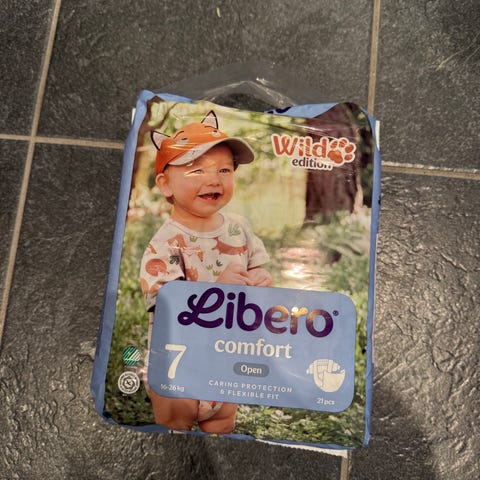 Wild
edition
Libero®
comfort
Open
7
16-26 kg
CARING PROTECTION
& FLEXIBLE FIT
21 pcs